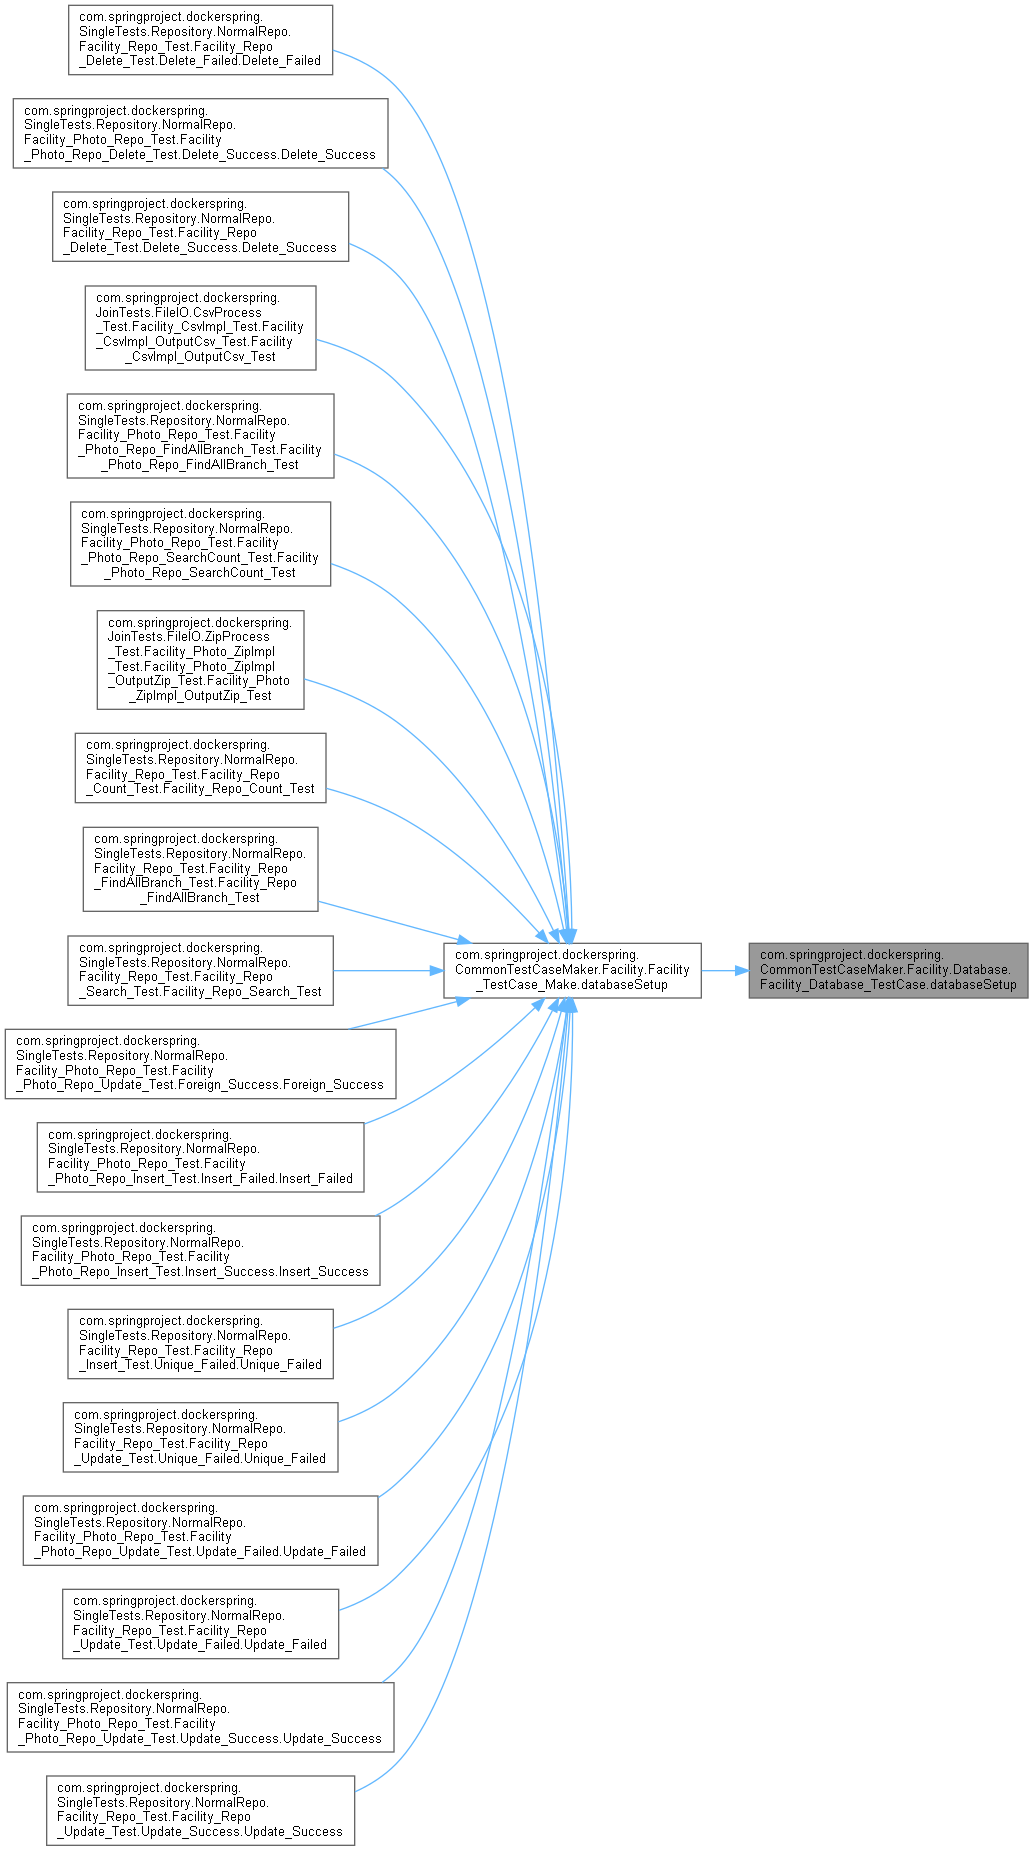 com.springproject.dockerspring.
SingleTests.Repository.NormalRepo.
Facility_Repo_Test.Facility_Repo
_Delete_Test.Delete_Failed.Delete_Failed
com.springproject.dockerspring.
SingleTests.Repository.NormalRepo.
Facility_Photo_Repo_Test.Facility
_Photo_Repo_Delete_Test.Delete_Success.Delete_Success
com.springproject.dockerspring.
SingleTests.Repository.NormalRepo.
Facility_Repo_Test.Facility_Repo
_Delete_Test.Delete_Success.Delete_Success
com.springproject.dockerspring.
JoinTests.FileIO.CsvProcess
_Test.Facility_CsvImpl_Test.Facility
_CsvImpl_OutputCsv_Test.Facility
_CsvImpl_OutputCsv_Test
com.springproject.dockerspring.
SingleTests.Repository.NormalRepo.
Facility_Photo_Repo_Test.Facility
_Photo_Repo_FindAllBranch_Test.Facility
_Photo_Repo_FindAllBranch_Test
com.springproject.dockerspring.
SingleTests.Repository.NormalRepo.
Facility_Photo_Repo_Test.Facility
_Photo_Repo_SearchCount_Test.Facility
_Photo_Repo_SearchCount_Test
com.springproject.dockerspring.
JoinTests.FileIO.ZipProcess
_Test.Facility_Photo_ZipImpl
_Test.Facility_Photo_ZipImpl
_OutputZip_Test.Facility_Photo
_ZipImpl_OutputZip_Test
com.springproject.dockerspring.
SingleTests.Repository.NormalRepo.
Facility_Repo_Test.Facility_Repo
_Count_Test.Facility_Repo_Count_Test
com.springproject.dockerspring.
SingleTests.Repository.NormalRepo.
Facility_Repo_Test.Facility_Repo
_FindAllBranch_Test.Facility_Repo
_FindAllBranch_Test
com.springproject.dockerspring.
SingleTests.Repository.NormalRepo.
Facility_Repo_Test.Facility_Repo
_Search_Test.Facility_Repo_Search_Test
com.springproject.dockerspring.
CommonTestCaseMaker.Facility.Facility
_TestCase_Make.databaseSetup
com.springproject.dockerspring.
CommonTestCaseMaker.Facility.Database.
Facility_Database_TestCase.databaseSetup
com.springproject.dockerspring.
SingleTests.Repository.NormalRepo.
Facility_Photo_Repo_Test.Facility
_Photo_Repo_Update_Test.Foreign_Success.Foreign_Success
com.springproject.dockerspring.
SingleTests.Repository.NormalRepo.
Facility_Photo_Repo_Test.Facility
_Photo_Repo_Insert_Test.Insert_Failed.Insert_Failed
com.springproject.dockerspring.
SingleTests.Repository.NormalRepo.
Facility_Photo_Repo_Test.Facility
_Photo_Repo_Insert_Test.Insert_Success.Insert_Success
com.springproject.dockerspring.
SingleTests.Repository.NormalRepo.
Facility_Repo_Test.Facility_Repo
_Insert_Test.Unique_Failed.Unique_Failed
com.springproject.dockerspring.
SingleTests.Repository.NormalRepo.
Facility_Repo_Test.Facility_Repo
_Update_Test.Unique_Failed.Unique_Failed
com.springproject.dockerspring.
SingleTests.Repository.NormalRepo.
Facility_Photo_Repo_Test.Facility
_Photo_Repo_Update_Test.Update_Failed.Update_Failed
com.springproject.dockerspring.
SingleTests.Repository.NormalRepo.
Facility_Repo_Test.Facility_Repo
_Update_Test.Update_Failed.Update_Failed
com.springproject.dockerspring.
SingleTests.Repository.NormalRepo.
Facility_Photo_Repo_Test.Facility
_Photo_Repo_Update_Test.Update_Success.Update_Success
com.springproject.dockerspring.
SingleTests.Repository.NormalRepo.
Facility_Repo_Test.Facility_Repo
_Update_Test.Update_Success.Update_Success